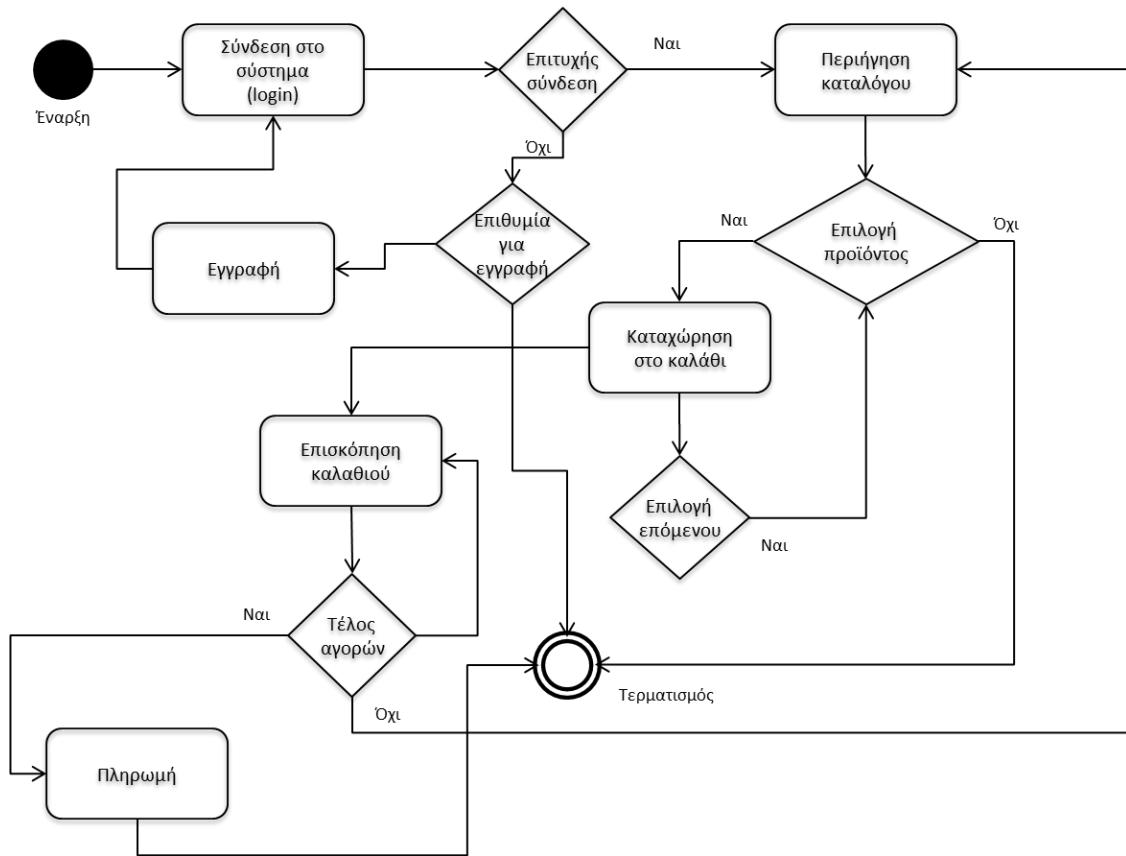 Σύνδεση στο
σύστημα
(login)
Επιτυχής
σύνδεση
Ναι
Περιήγηση
καταλόγου
Έναρξη
Όχι
Επιθυμία
για
εγγραφή
Εγγραφή
Ναι
Επιλογή
προϊόντος
Όχι
Καταχώρηση
στο καλάθι
Επισκόπηση
καλαθιού
Επιλογή
επόμενου
Ναι
Ναι
Τέλος
αγορών
Όχι
Τερματισμός
Πληρωμή